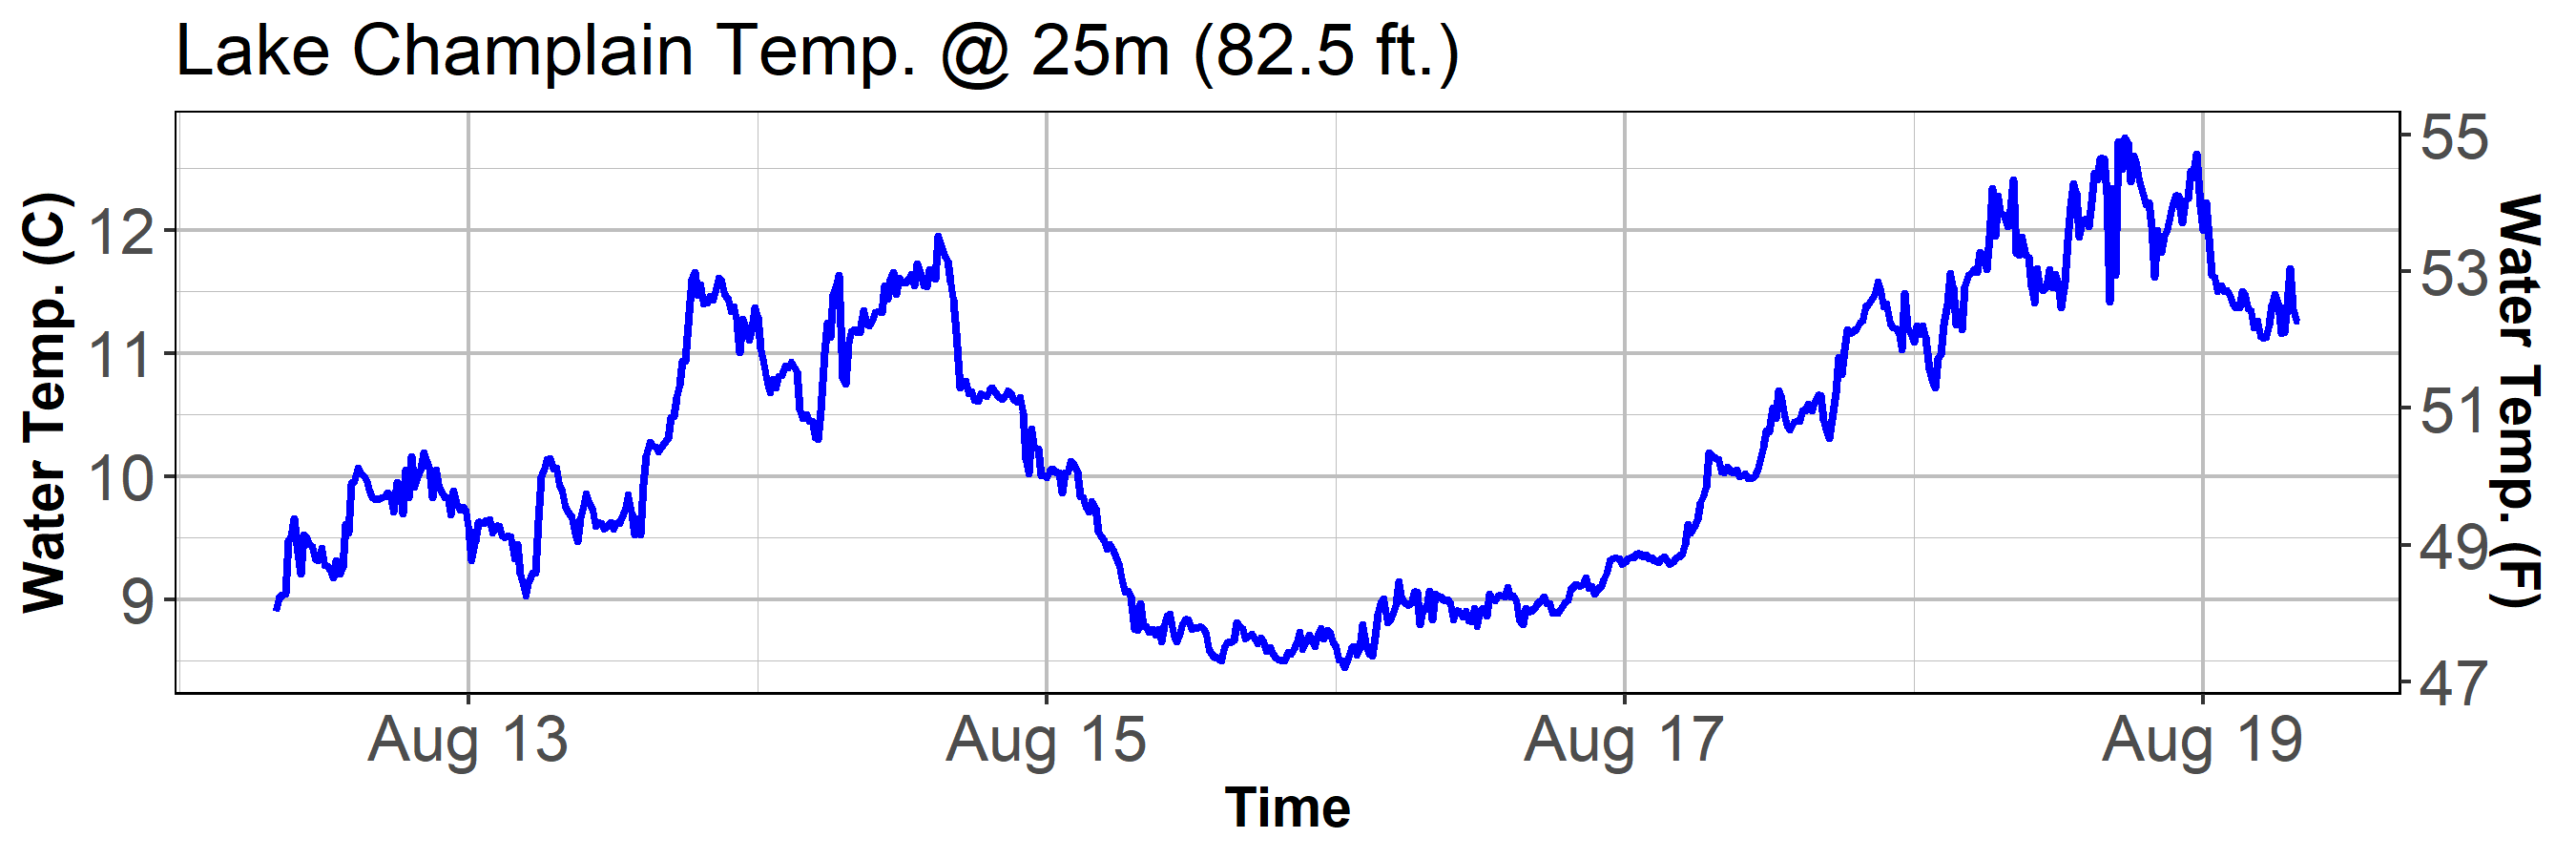 Lake Champlain Temp. @ 25m (82.5 ft.)
Water Temp. (C)
12
11
10
9
55
53
51
49
47
Water Temp. (F)
Aug 13 Aug 15 Aug 17 Aug 19
Time